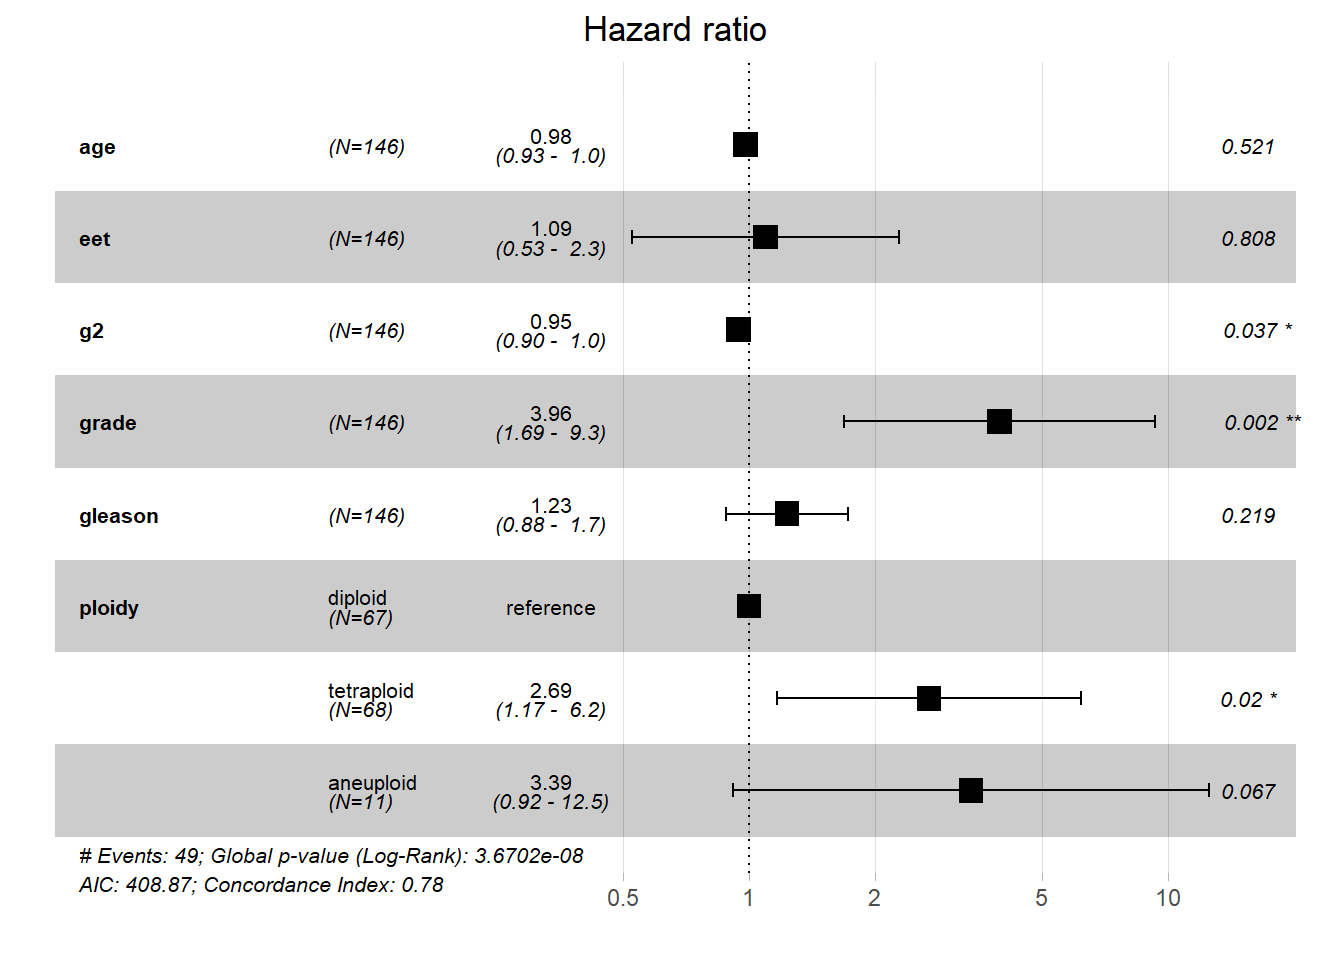 Hazard ratio
age (N=146) 0.98 0.521
(0.93 - 1.0)
eet (N=146) 1.09 0.808
(0.53 - 2.3)
g2 (N=146) 0.95 0.037 *
(0.90 - 1.0)
grade (N=146) 3.96 0.002 **
(1.69 - 9.3)
gleason (N=146) 1.23 0.219
(0.88 - 1.7)
ploidy diploid reference
(N=67)
tetraploid 2.69 0.02 *
(N=68) (1.17 - 6.2)
aneuploid 3.39 0.067
(N=11) (0.92 - 12.5)
# Events: 49; Global p-value (Log-Rank): 3.6702e-08
AIC: 408.87; Concordance Index: 0.78
0.5 1 2 5 10